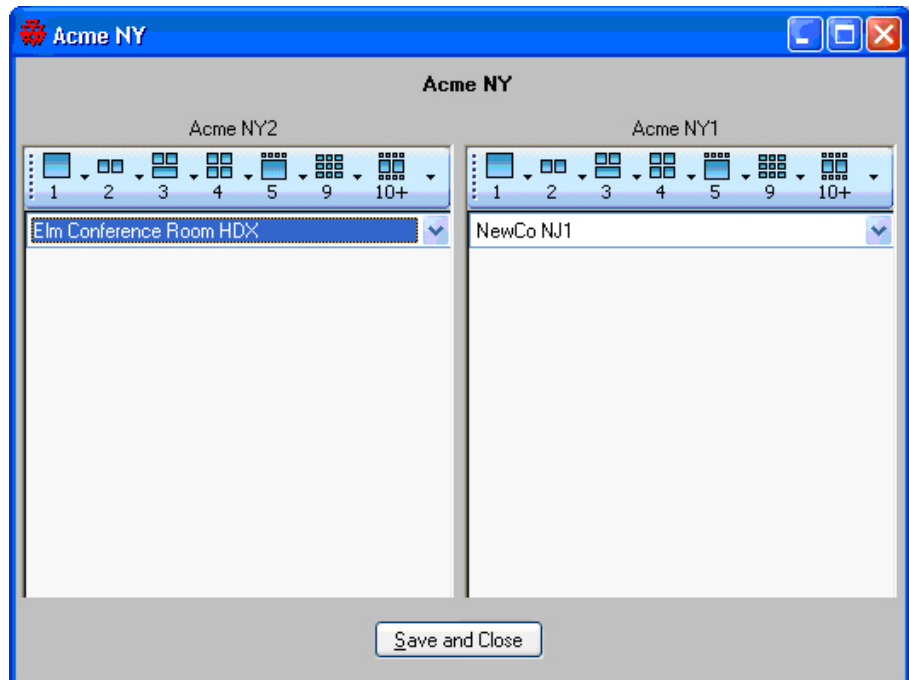 Acme NY
Acme NY
Acme NY2
1 2 3 4 5 9 10+
Elm Conference Room HDX
Acme NY1
1 2 3 4 5 9 10+
NewCo NJ1
Save and Close